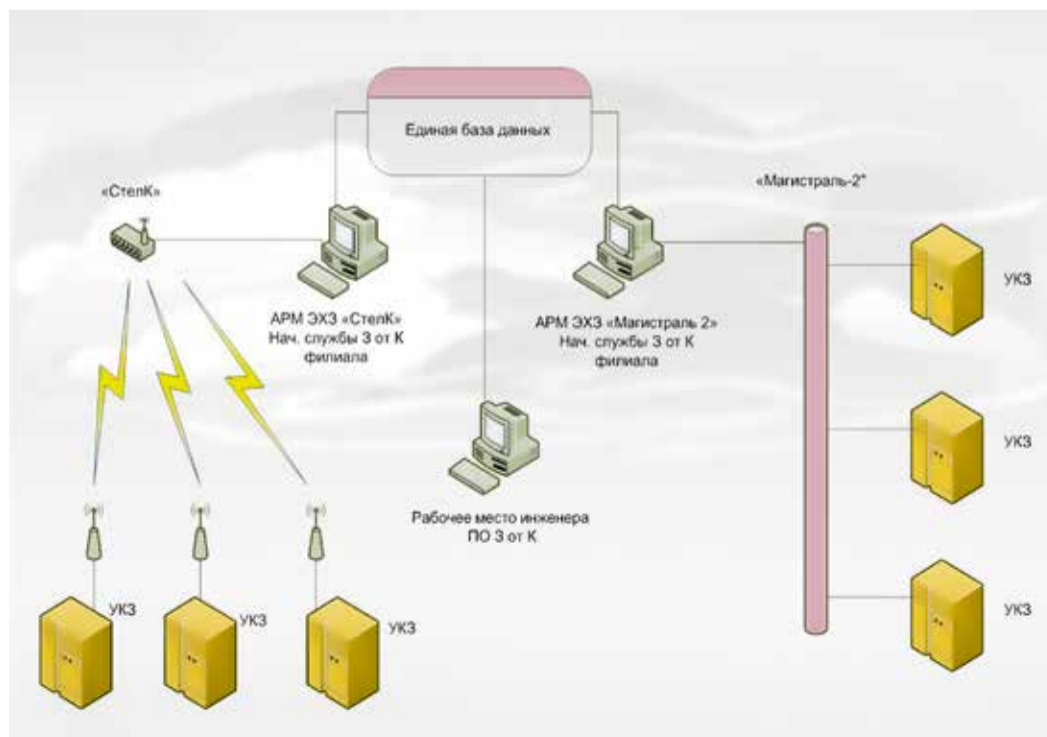 Единая база данных
«СтелК»
«Магистраль-2"
УКЗ
АРМ ЭХЗ «СтелК»
Нач. службы З от К
филиала
АРМ ЭХЗ «Магистраль 2»
Нач. службы З от К
филиала
УКЗ
Рабочее место инженера
ПО З от К
УКЗ
УКЗ
УКЗ
УКЗ